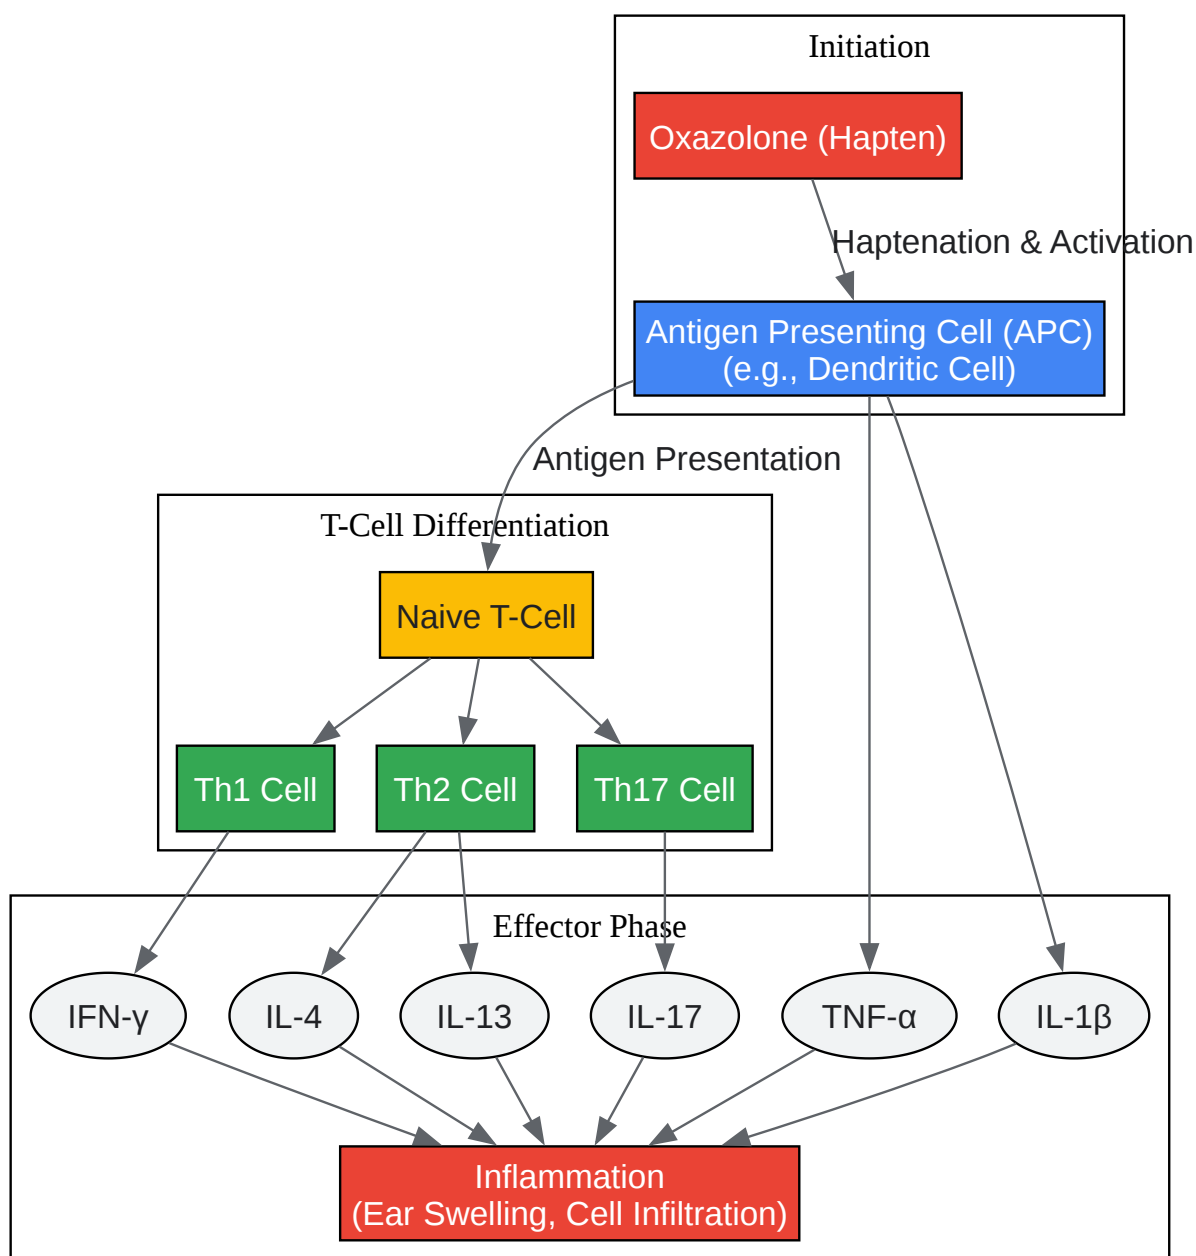 Initiation
Oxazolone (Hapten)
Haptenation & Activation
Antigen Presenting Cell (APC)
(e.g., Dendritic Cell)
Antigen Presentation
T-Cell Differentiation
Naive T-Cell
Th1 Cell
Th2 Cell
Th17 Cell
Effector Phase
IFN-γ
IL-4
IL-13
IL-17
TNF-α
IL-1β
Inflammation
(Ear Swelling, Cell Infiltration)